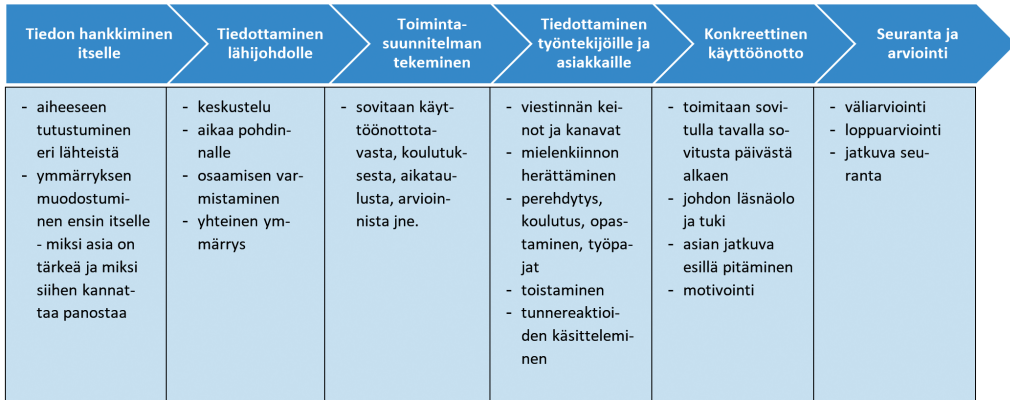 Tiedon hankkiminen
itselle
Tiedottaminen
lähijohdolle
Toiminta-
suunnitelman
tekeminen
Tiedottaminen
työntekijöille ja
asiakkaille
Konkreettinen
käyttöönotto
Seuranta ja
arviointi
- aiheeseen
tutustuminen
eri lähteistä
- ymmärryksen
muodostumi-
nen ensin itselle
- miksi asia on
tärkeä ja miksi
siihen kannat-
taa panostaa
- keskustelu
- aikaa pohdin-
nalle
- osaamisen var-
mistaminen
- yhteinen ym-
märrys
- sovitaan käyt-
töönottota-
vasta, koulutuk-
sesta, aikatau-
lusta, arvioin-
nista jne.
- viestinnän kei-
not ja kanavat
- mielenkiinnon
herättäminen
- perehdytys,
koulutus, opas-
taminen, työpa-
jat
- toistaminen
- tunnereaktioi-
den käsittelemi-
nen
- toimitaan sovi-
tulla tavalla so-
vitusta päivästä
alkaen
- johdon läsnäolo
ja tuki
- asian jatkuva
esillä pitäminen
- motivointi
- väliarviointi
- loppuarviointi
- jatkuva seu-
ranta